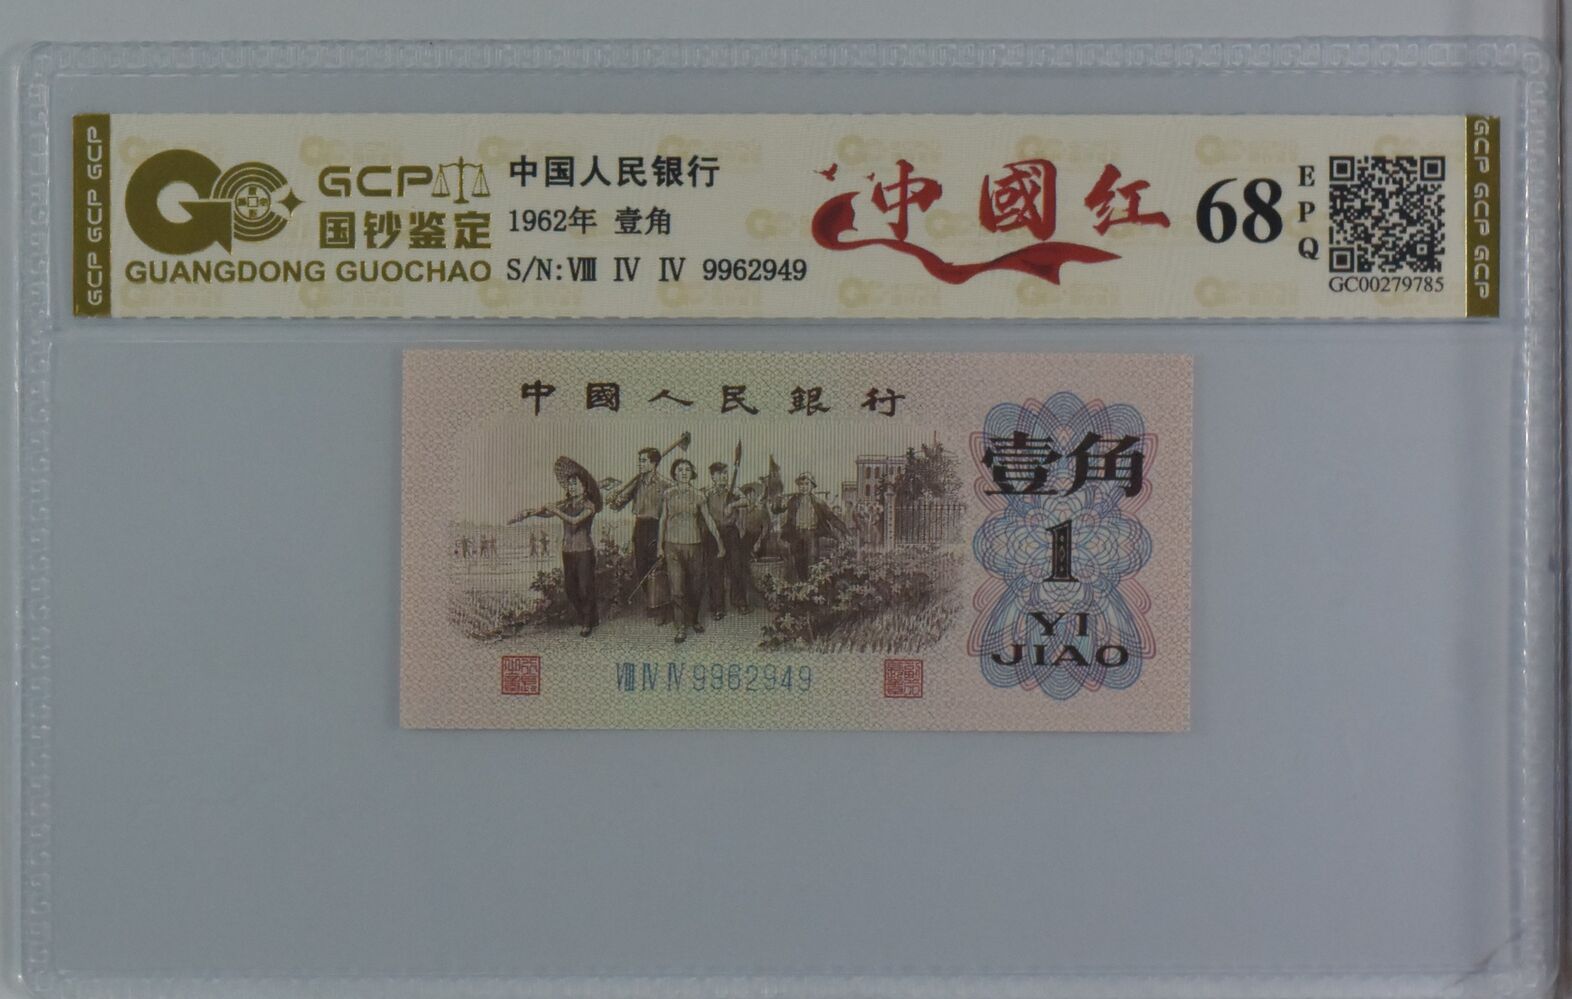 GCP GCP GCP
GCP
国钞鉴定
GUANGDONG GUOCHAO
中国人民银行
1962年 壹角
S/N:Ⅷ Ⅳ Ⅳ 9962949
中國红
68
EPQ
GC00279785
GCP GCP GCP
中國人民銀行
壹角
1
YI
JIAO
Ⅷ Ⅳ Ⅳ 9962949